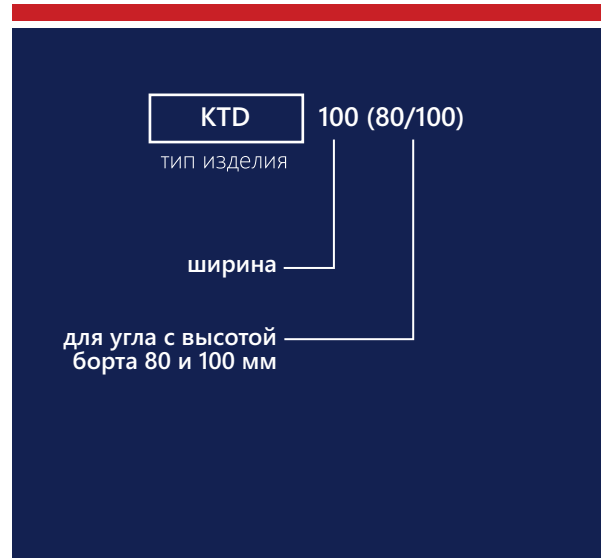 KTD 100 (80/100)
тип изделия
ширина
для угла с высотой
борта 80 и 100 мм